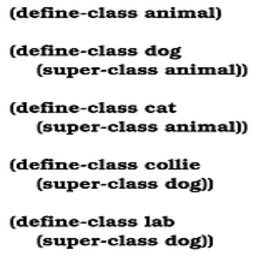 (define-class animal)
(define-class dog
(super-class animal))
(define-class cat
(super-class animal))
(define-class collie
(super-class dog))
(define-class lab
(super-class dog))